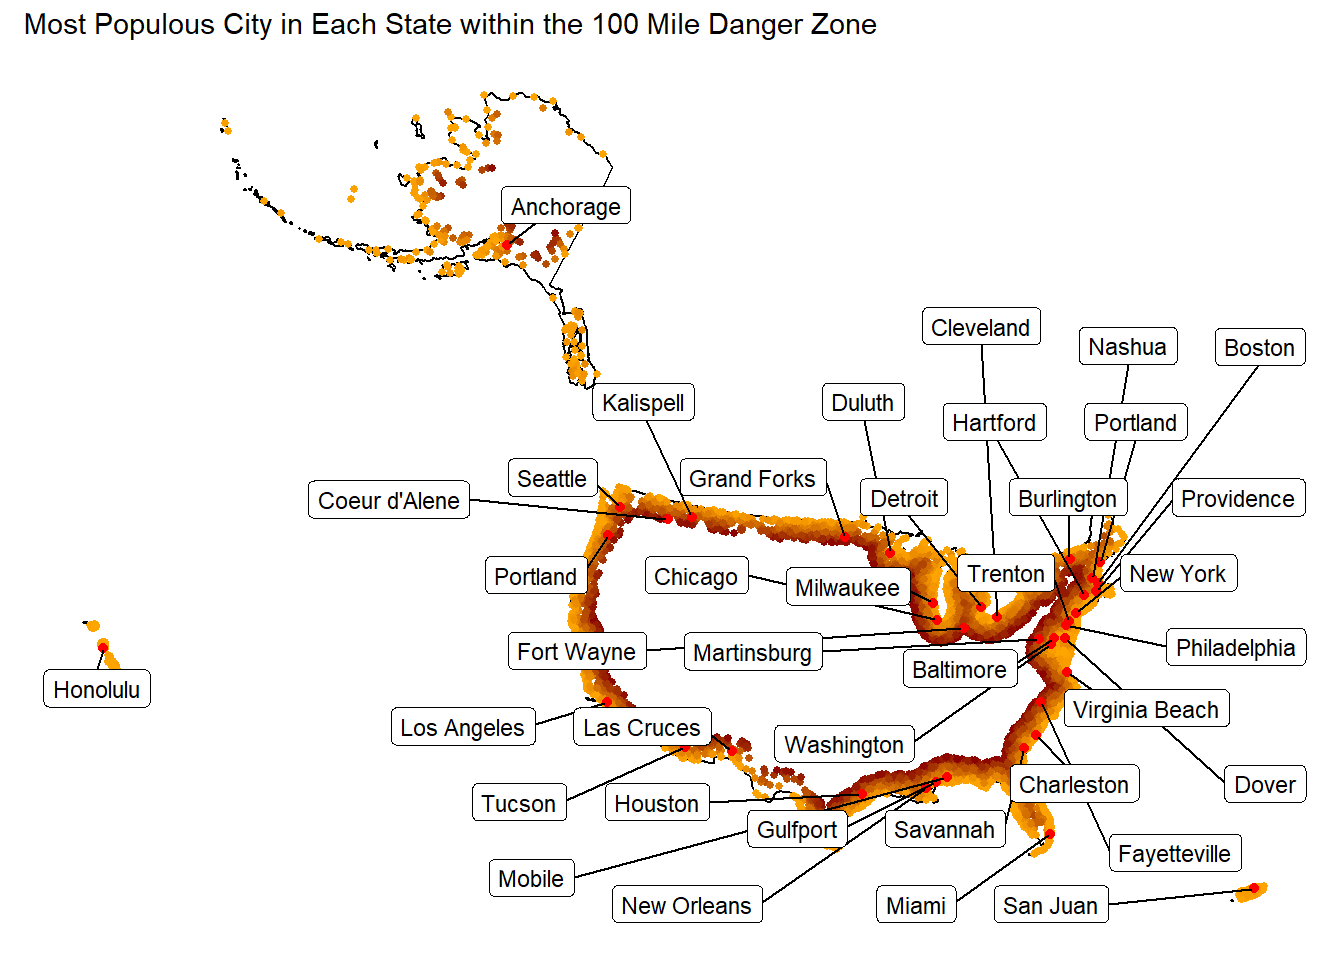 Most Populous City in Each State within the 100 Mile Danger Zone
Anchorage
Cleveland
Nashua
Boston
Kalispell
Duluth
Hartford
Portland
Seattle
Grand Forks
Coeur d'Alene
Detroit
Burlington
Providence
Portland
Chicago
Milwaukee
Trenton
New York
Fort Wayne
Martinsburg
Baltimore
Philadelphia
Honolulu
Los Angeles
Las Cruces
Washington
Virginia Beach
Tucson
Houston
Charleston
Dover
Gulfport
Savannah
Fayetteville
Mobile
New Orleans
Miami
San Juan